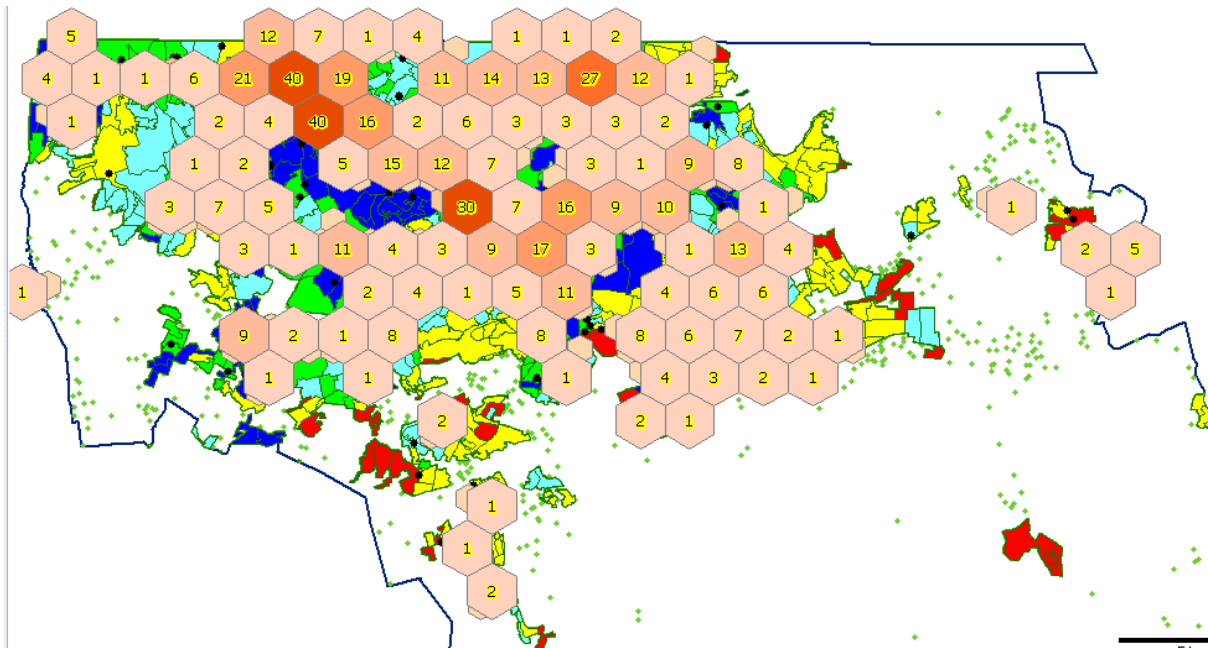 5 12 7 1 4 1 1 2
4 1 1 6 21 40 19 11 14 13 27 12 1
1 2 4 40 16 2 6 3 3 3 2
1 2 5 15 12 7 3 1 9 8
3 7 5 30 7 16 9 10 1 1
3 1 11 4 3 9 17 3 1 13 4 2 5
1 2 4 1 5 11 4 6 6 1
9 2 1 8 8 8 6 7 2 1
1 1 1 4 3 2 1
2 2 1
1
1
2